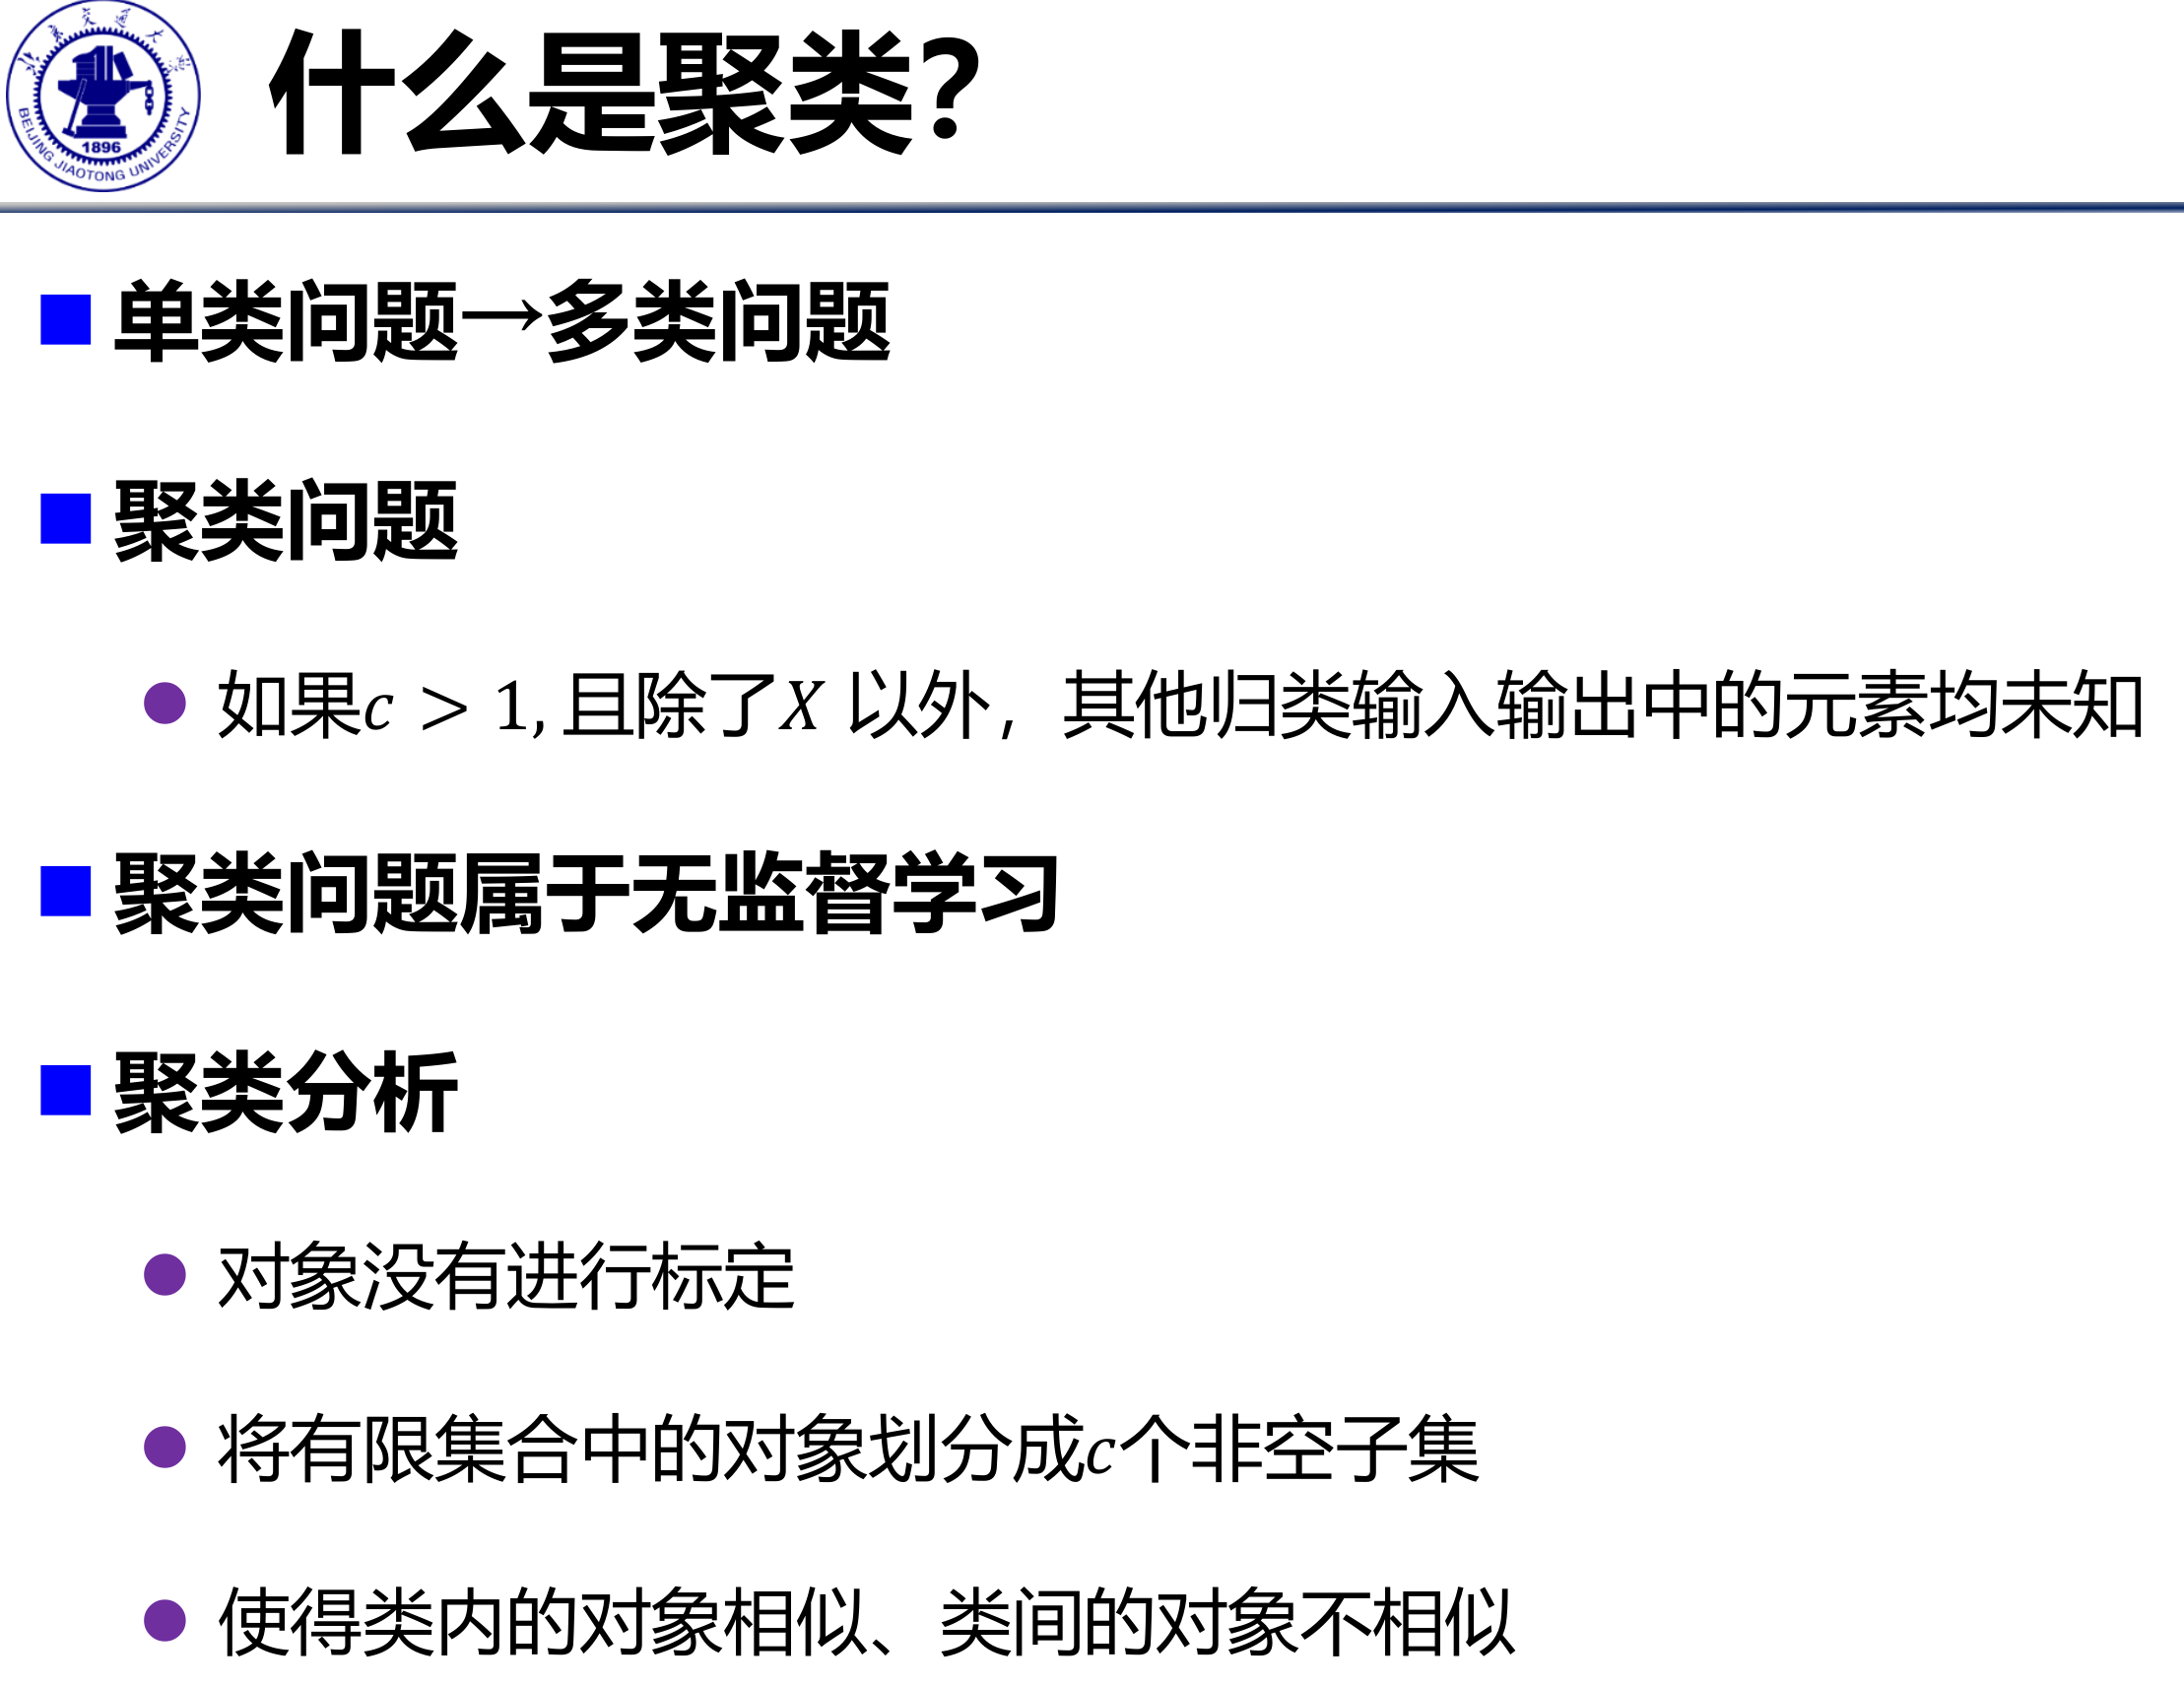 北京交通大学
1896
BEIJING JIAOTONG UNIVERSITY
什么是聚类？
单类问题→多类问题
聚类问题
如果c > 1,且除了X 以外，其他归类输入输出中的元素均未知
聚类问题属于无监督学习
聚类分析
对象没有进行标定
将有限集合中的对象划分成c个非空子集
使得类内的对象相似、类间的对象不相似